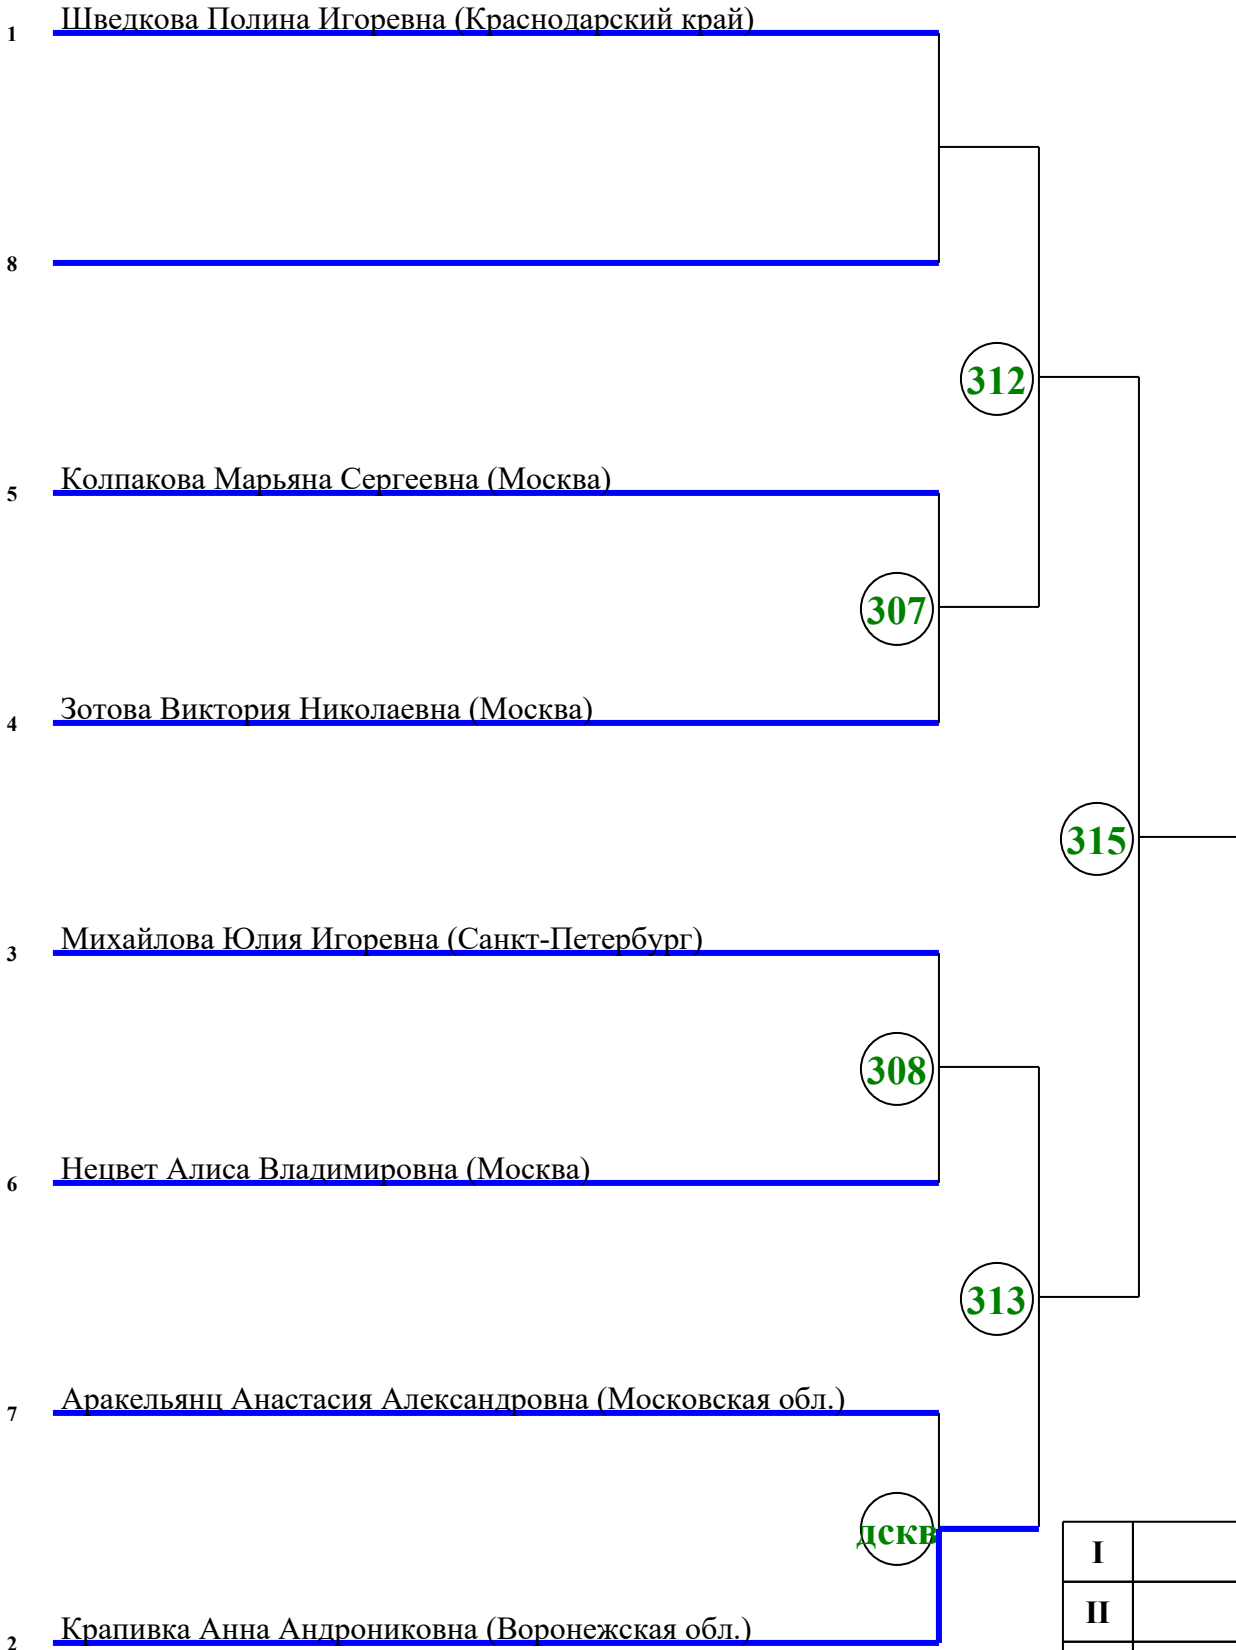 1 Шведкова Полина Игоревна (Краснодарский край)
8
312
5 Колпакова Марьяна Сергеевна (Москва)
307
4 Зотова Виктория Николаевна (Москва)
315
3 Михайлова Юлия Игоревна (Санкт-Петербург)
308
6 Нецвет Алиса Владимировна (Москва)
313
7 Аракельянц Анастасия Александровна (Московская обл.)
дскв
I
II
2 Крапивка Анна Андрониковна (Воронежская обл.)